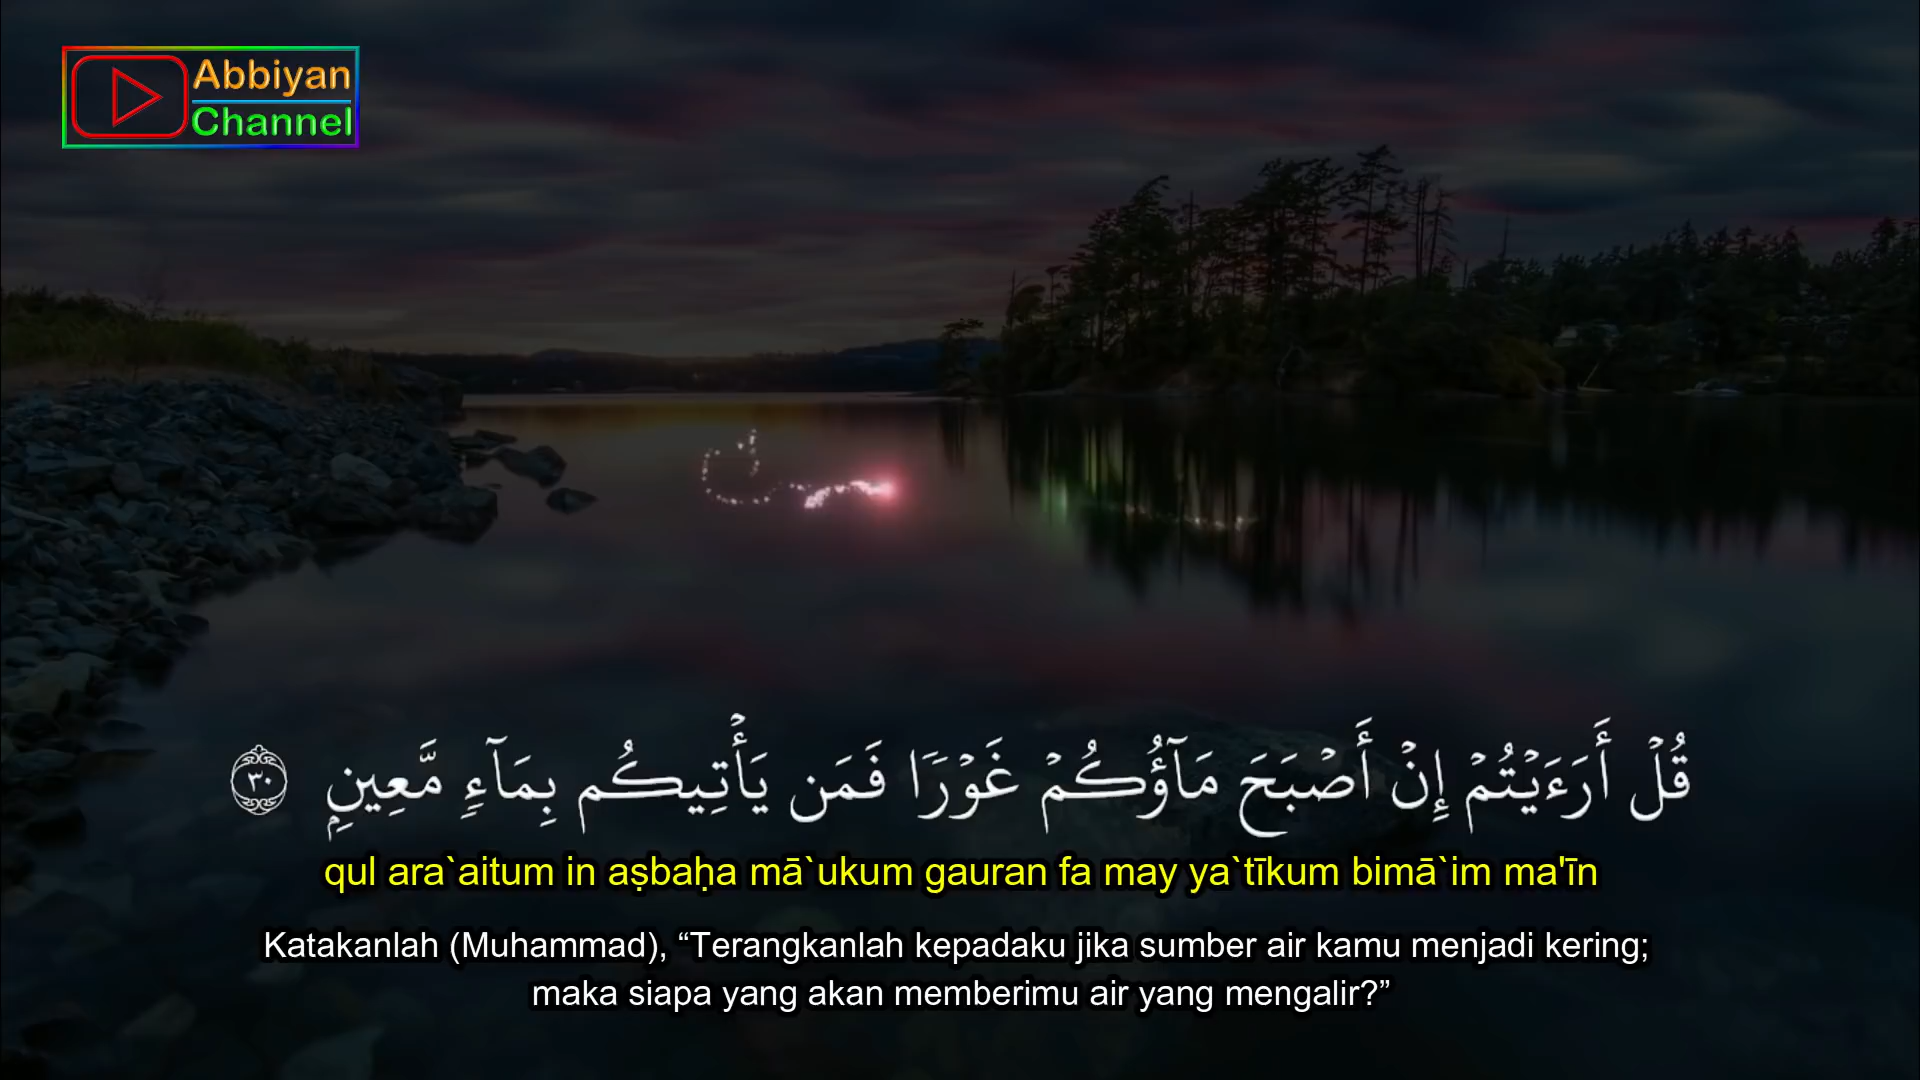 Abbiyan
Channel
قُلْ أَرَءَيْتُمْ إِنْ أَصْبَحَ مَآؤُكُمْ غَوْرًا فَمَن يَأْتِيكُم بِمَآءٍ مَّعِينٍۭ ٣٠
qul ara`aitum in aṣbaḥa mā`ukum gauran fa may ya`tīkum bimā`im ma'īn
Katakanlah (Muhammad), “Terangkanlah kepadaku jika sumber air kamu menjadi kering;
maka siapa yang akan memberimu air yang mengalir?”